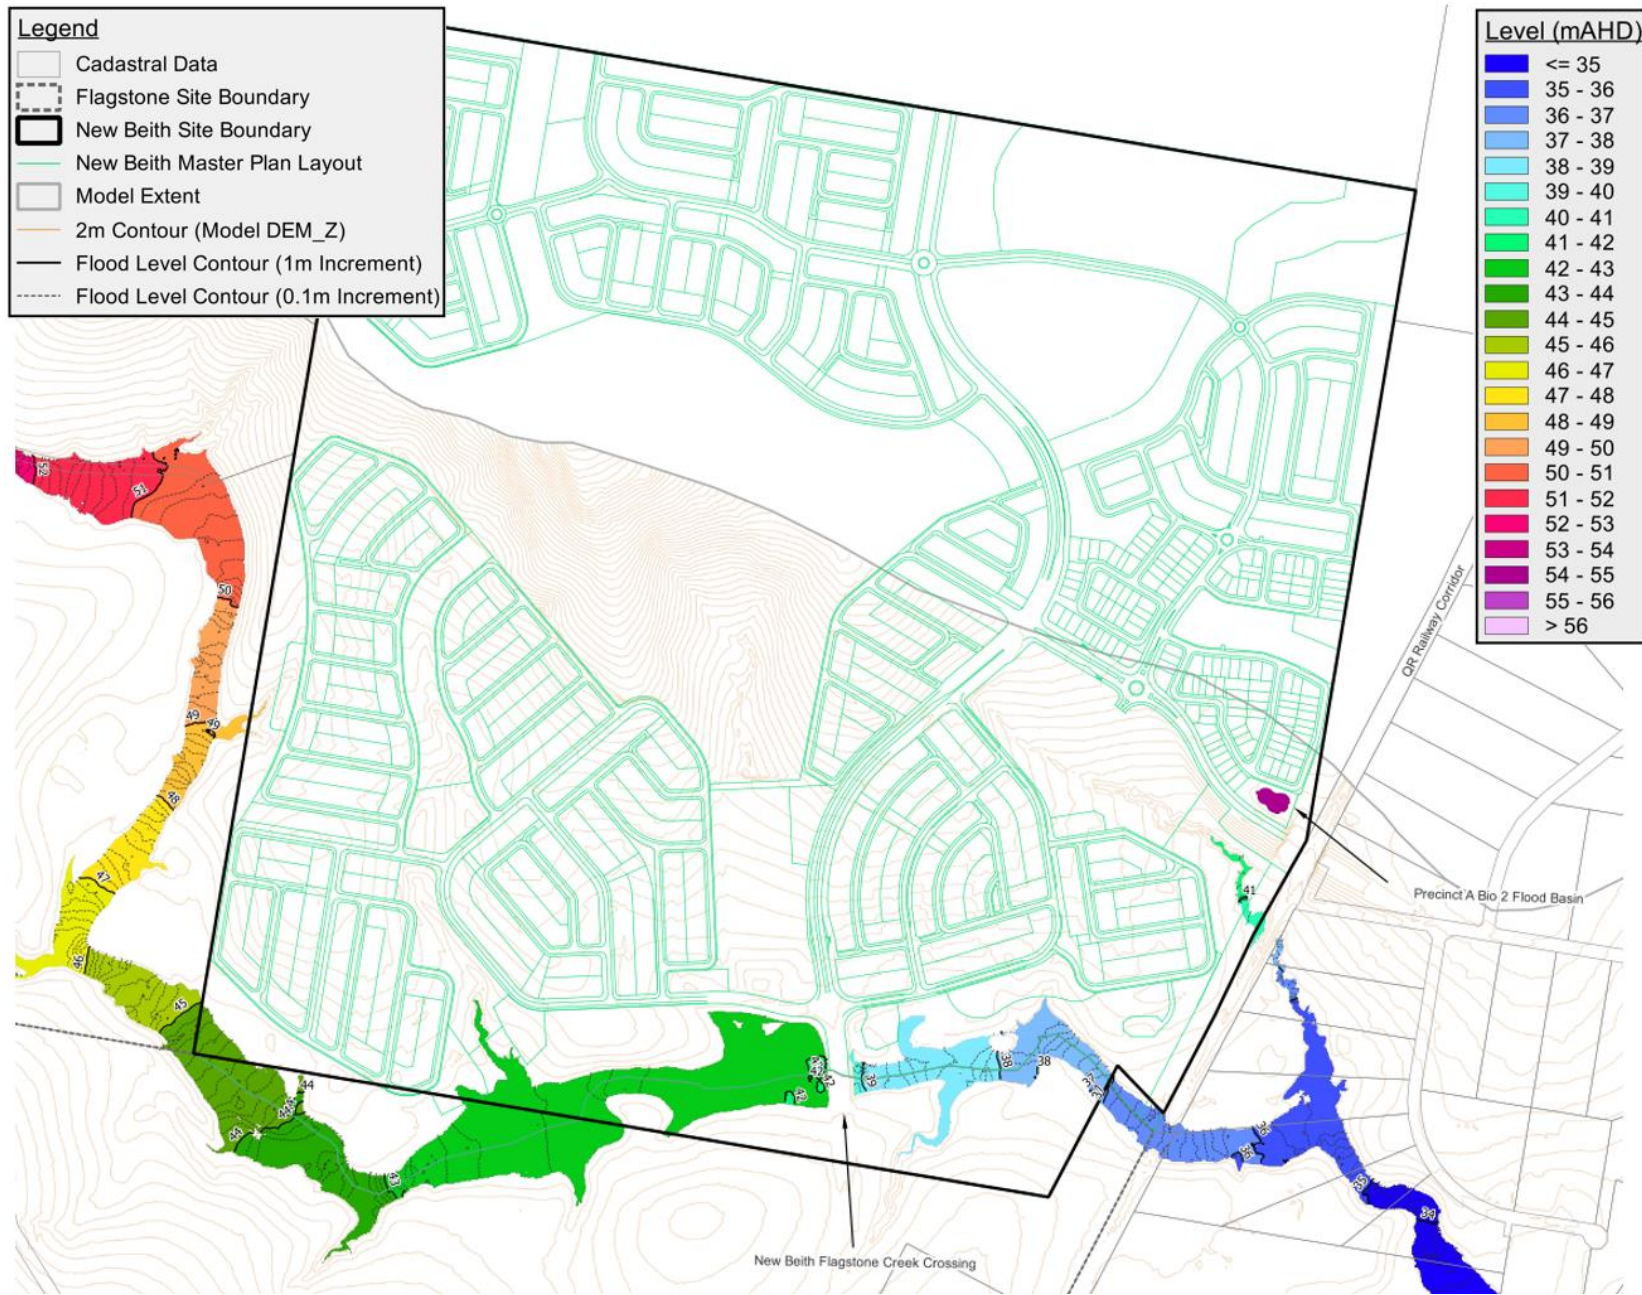 Legend
Cadastral Data
Flagstone Site Boundary
New Beith Site Boundary
New Beith Master Plan Layout
Model Extent
2m Contour (Model DEM_Z)
Flood Level Contour (1m Increment)
Flood Level Contour (0.1m Increment)
Level (mAHD)
<= 35
35 - 36
36 - 37
37 - 38
38 - 39
39 - 40
40 - 41
41 - 42
42 - 43
43 - 44
44 - 45
45 - 46
46 - 47
47 - 48
48 - 49
49 - 50
50 - 51
51 - 52
52 - 53
53 - 54
54 - 55
55 - 56
> 56
52
51
50
QR Railway Corridor
49
49
48
47
41
Precinct A Bio 2 Flood Basin
46
45
44
44
44
43
42
42
42
39
38
38
36
36
35
34
New Beith Flagstone Creek Crossing